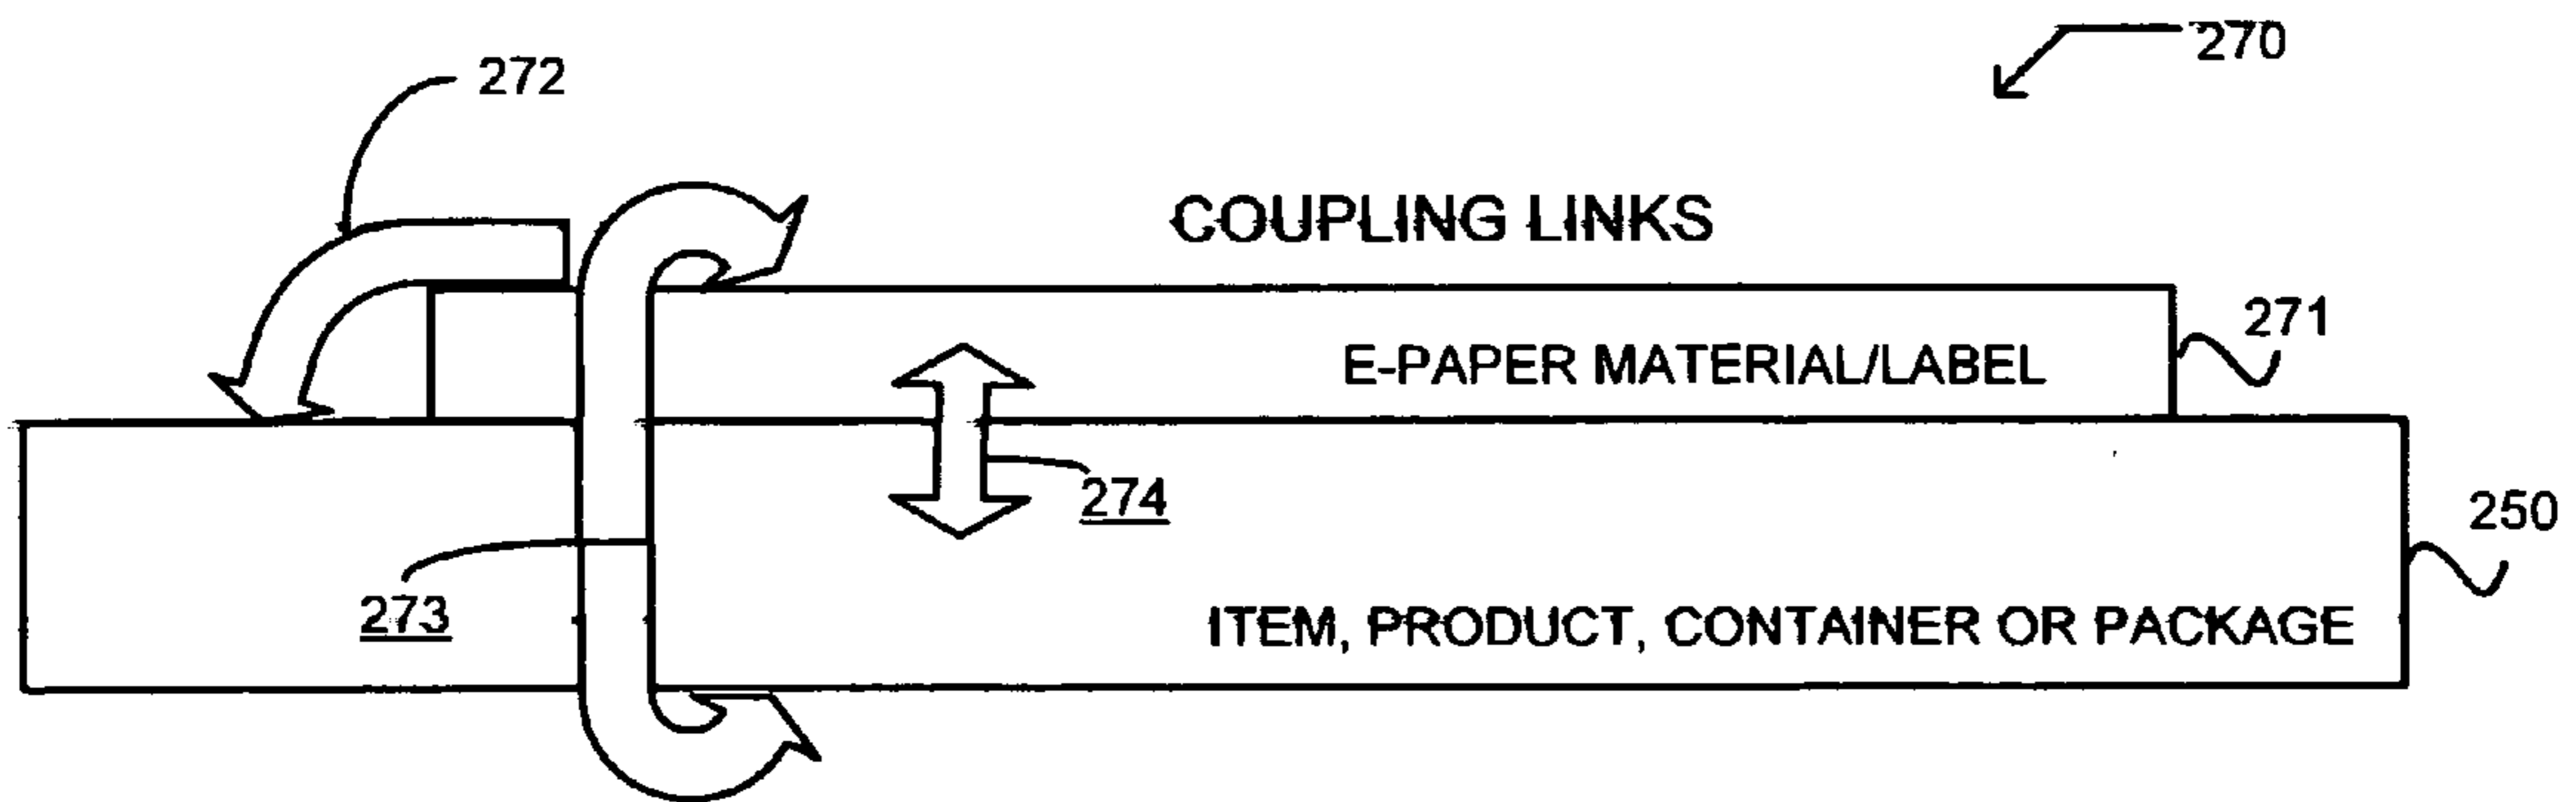 270
272
COUPLING LINKS
271
E-PAPER MATERIAL/LABEL
274
250
273
ITEM, PRODUCT, CONTAINER OR PACKAGE